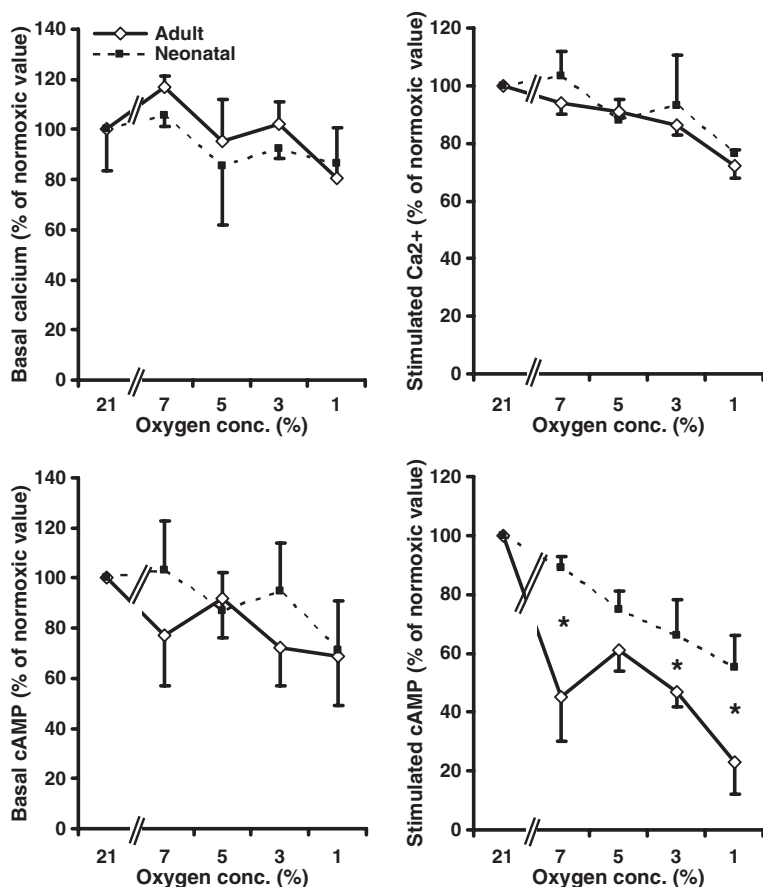 Adult
Neonatal
Basal calcium (% of normoxic value)
140
120
100
80
60
40
20
0
21 7 5 3 1
Oxygen conc. (%)
Stimulated Ca2+ (% of normoxic value)
120
100
80
60
40
20
0
21 7 5 3 1
Oxygen conc. (%)
Basal cAMP (% of normoxic value)
140
120
100
80
60
40
20
0
21 7 5 3 1
Oxygen conc. (%)
Stimulated cAMP (% of normoxic value)
120
100
80
60
40
20
0
*
*
*
21 7 5 3 1
Oxygen conc. (%)